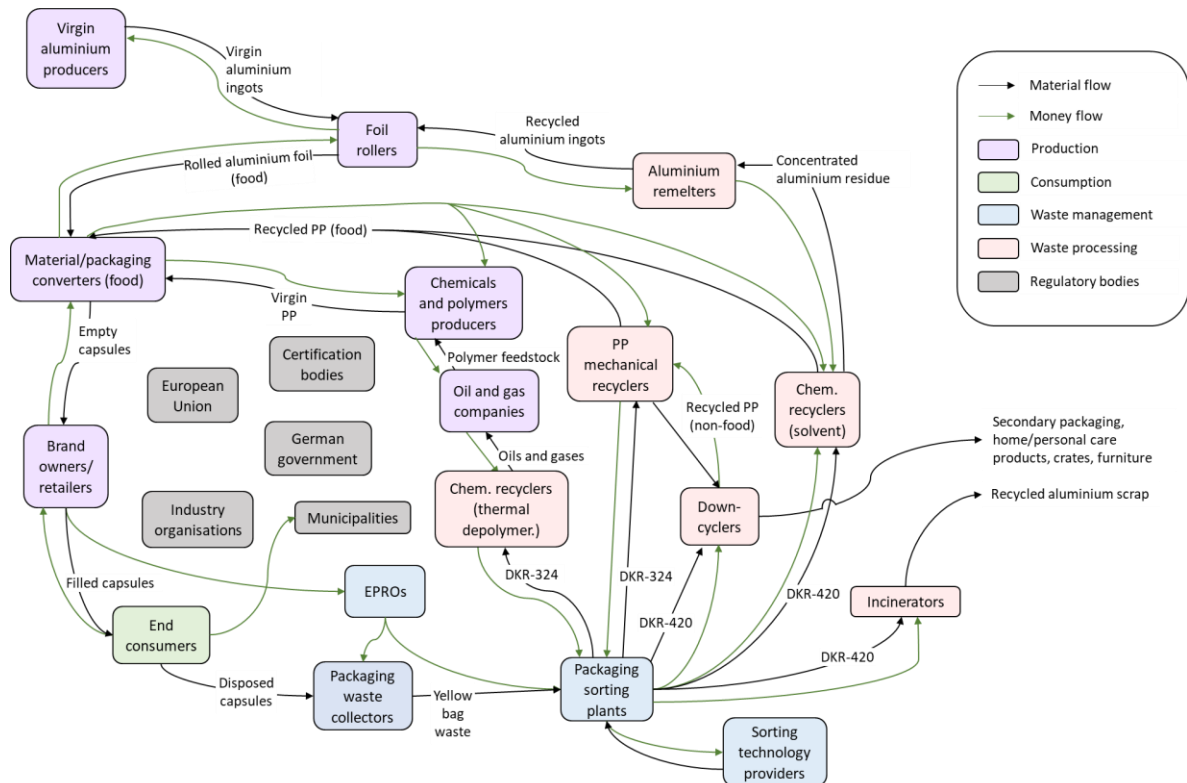 Virgin
aluminium
producers
Virgin
aluminium
ingots
Foil
rollers
Recycled
aluminium ingots
Rolled aluminium foil
(food)
Aluminium
remelters
Concentrated
aluminium residue
Material flow
Money flow
Production
Consumption
Waste management
Waste processing
Regulatory bodies
Recycled PP (food)
Material/packaging
converters (food)
Chemicals
and polymers
producers
Virgin
PP
Empty
capsules
Certification
bodies
Polymer feedstock
PP
mechanical
recyclers
European
Union
Oil and gas
companies
Recycled PP
(non-food)
Chem.
recyclers
(solvent)
Brand
owners/
retailers
German
government
Oils and gases
Secondary packaging,
home/personal care
products, crates, furniture
Industry
organisations
Municipalities
Chem. recyclers
(thermal
depolymer.)
Down-
cyclers
Recycled aluminium scrap
Filled capsules
EPROs
DKR-324
DKR-324
DKR-420
DKR-420
Incinerators
End
consumers
DKR-420
Disposed
capsules
Packaging
waste
collectors
Yellow
bag
waste
Packaging
sorting
plants
Sorting
technology
providers